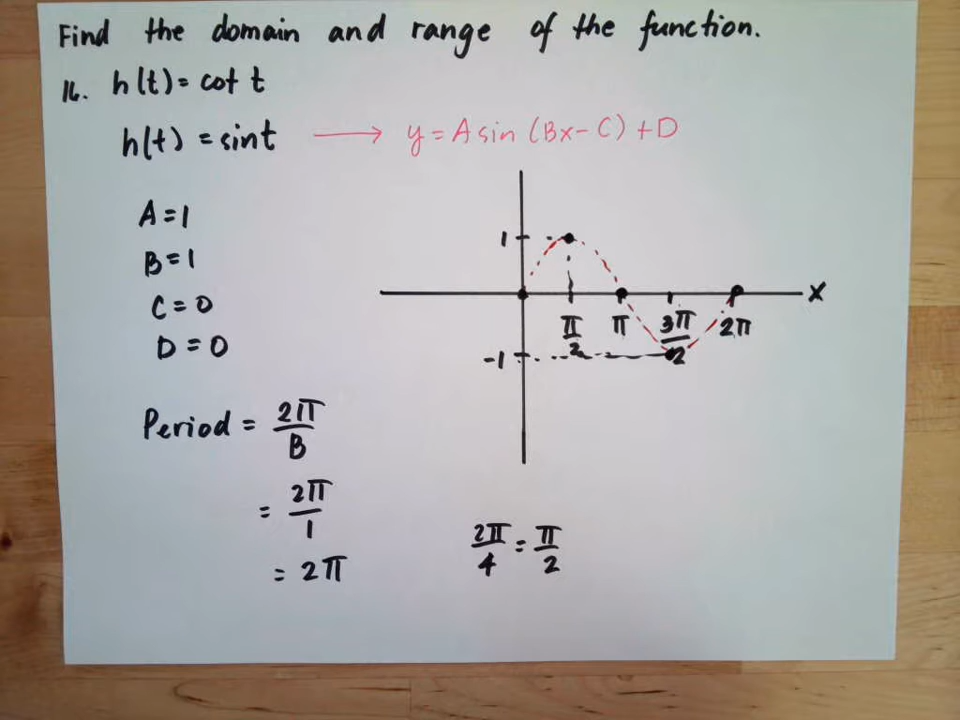 Find the domain and range of the function.
16. h(t) = cot t
h(t) = sint → y = A sin (Bx - C) + D
A = 1
B = 1
C = 0
D = 0
1
-1
π/2 π 3π/2 2π
X
Period = 2π/B
= 2π/1
= 2π
2π/4 = π/2